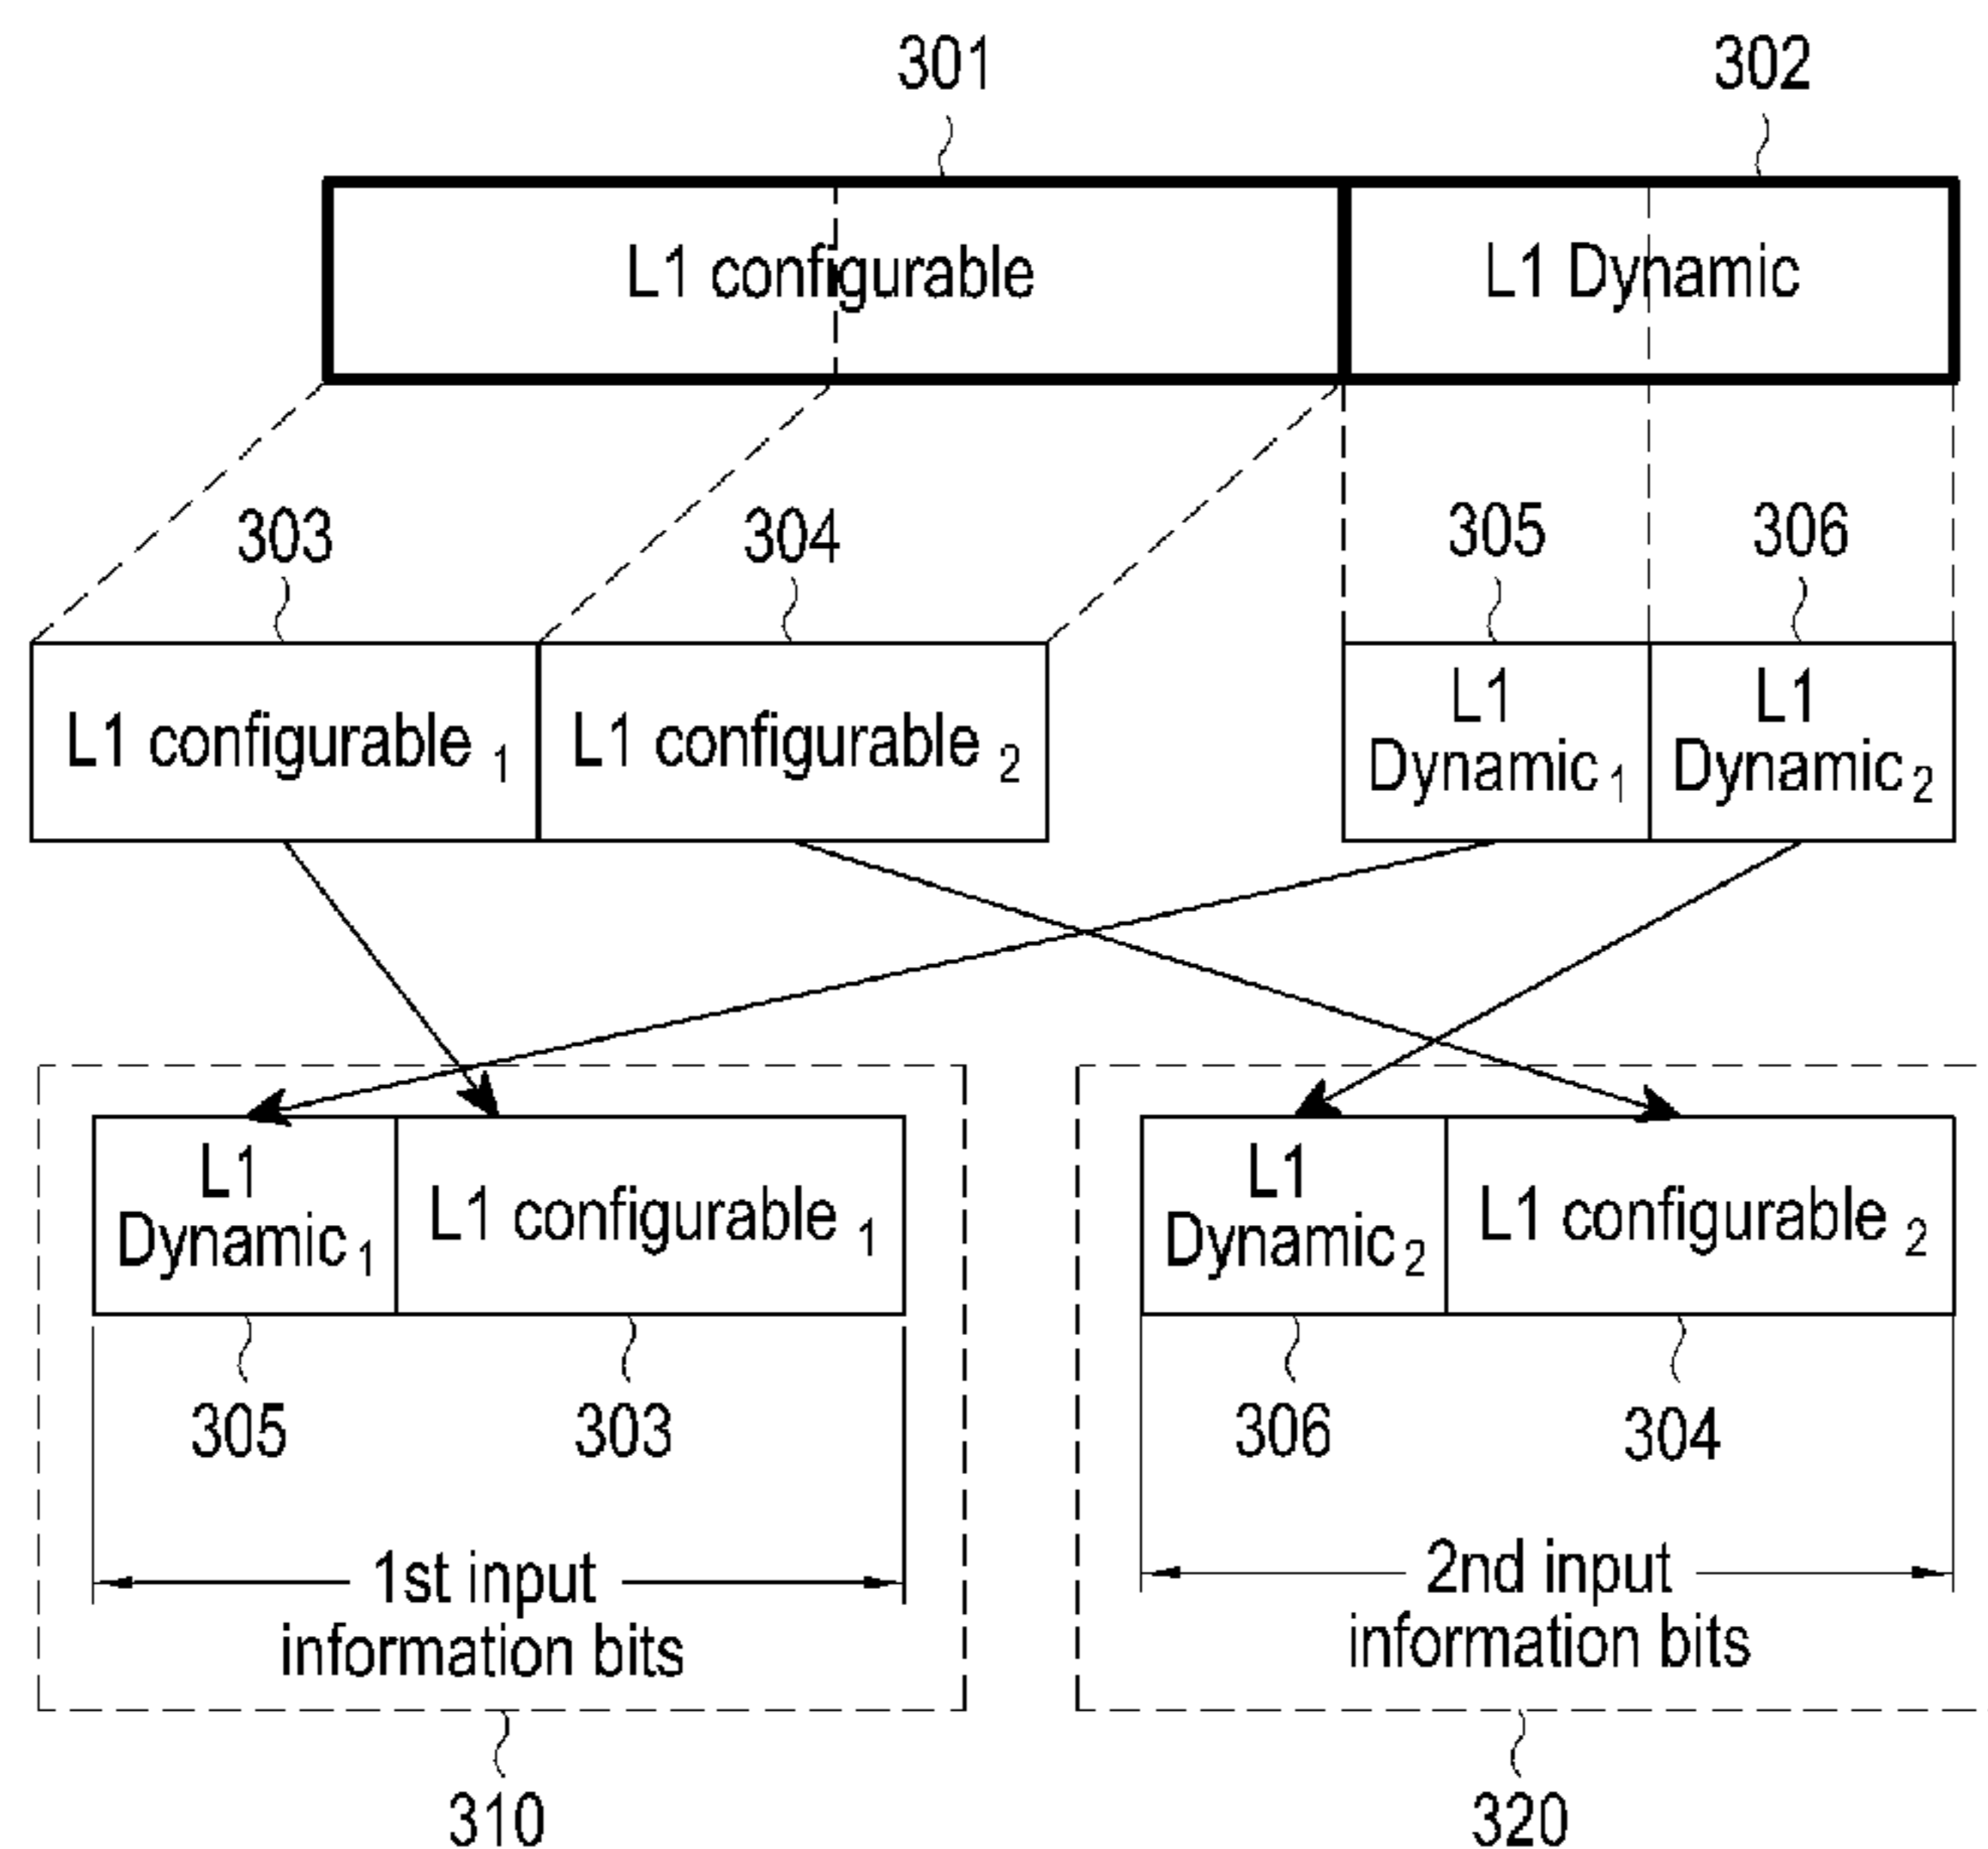 301 302
L1 configurable L1 Dynamic
303 304 305 306
L1 configurable 1 L1 configurable 2 L1 Dynamic 1 L1 Dynamic 2
L1 Dynamic 1 L1 configurable 1 L1 Dynamic 2 L1 configurable 2
305 303 306 304
1st input 2nd input
information bits information bits
310 320